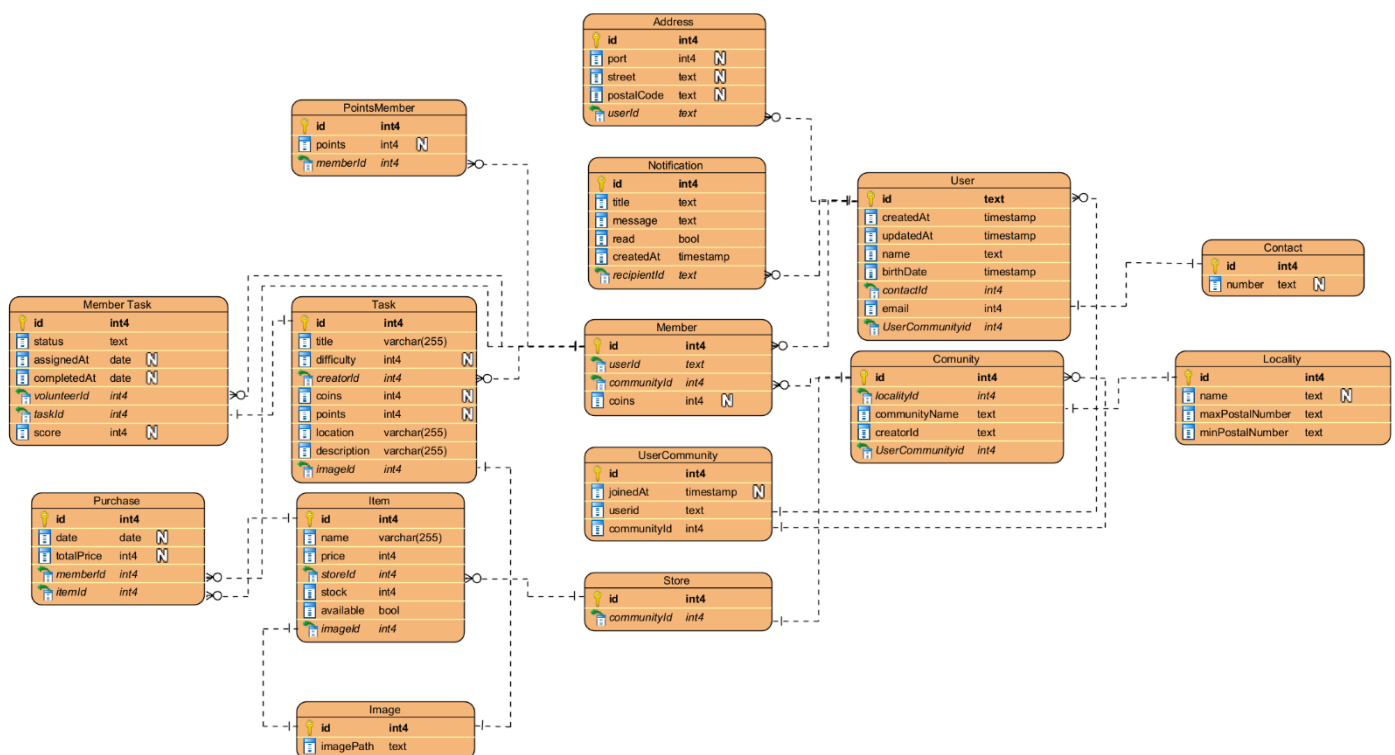 Address
id int4
port int4 N
street text N
postalCode text N
userId text
PointsMember
id int4
points int4 N
memberId int4
Notification
id int4
title text
message text
read bool
createdAt timestamp
recipientId text
User
id text
createdAt timestamp
updatedAt timestamp
name text
birthDate timestamp
contactId int4
email int4
UserCommunityid int4
Contact
id int4
number text N
Member Task
id int4
status text
assignedAt date N
completedAt date N
volunteerId int4
taskId int4
score int4 N
Task
id int4
title varchar(255)
difficulty int4 N
creatorId int4
coins int4 N
points int4 N
location varchar(255)
description varchar(255)
imageId int4
Member
id int4
userId text
communityId int4
coins int4 N
Comunity
id int4
localityId int4
communityName text
creatorId text
UserCommunityid int4
Locality
id int4
name text N
maxPostalNumber text
minPostalNumber text
UserCommunity
id int4
joinedAt timestamp N
userid text
communityId int4
Purchase
id int4
date date N
totalPrice int4 N
memberId int4
itemId int4
Item
id int4
name varchar(255)
price int4
storeId int4
stock int4
available bool
imageId int4
Store
id int4
communityId int4
Image
id int4
imagePath text